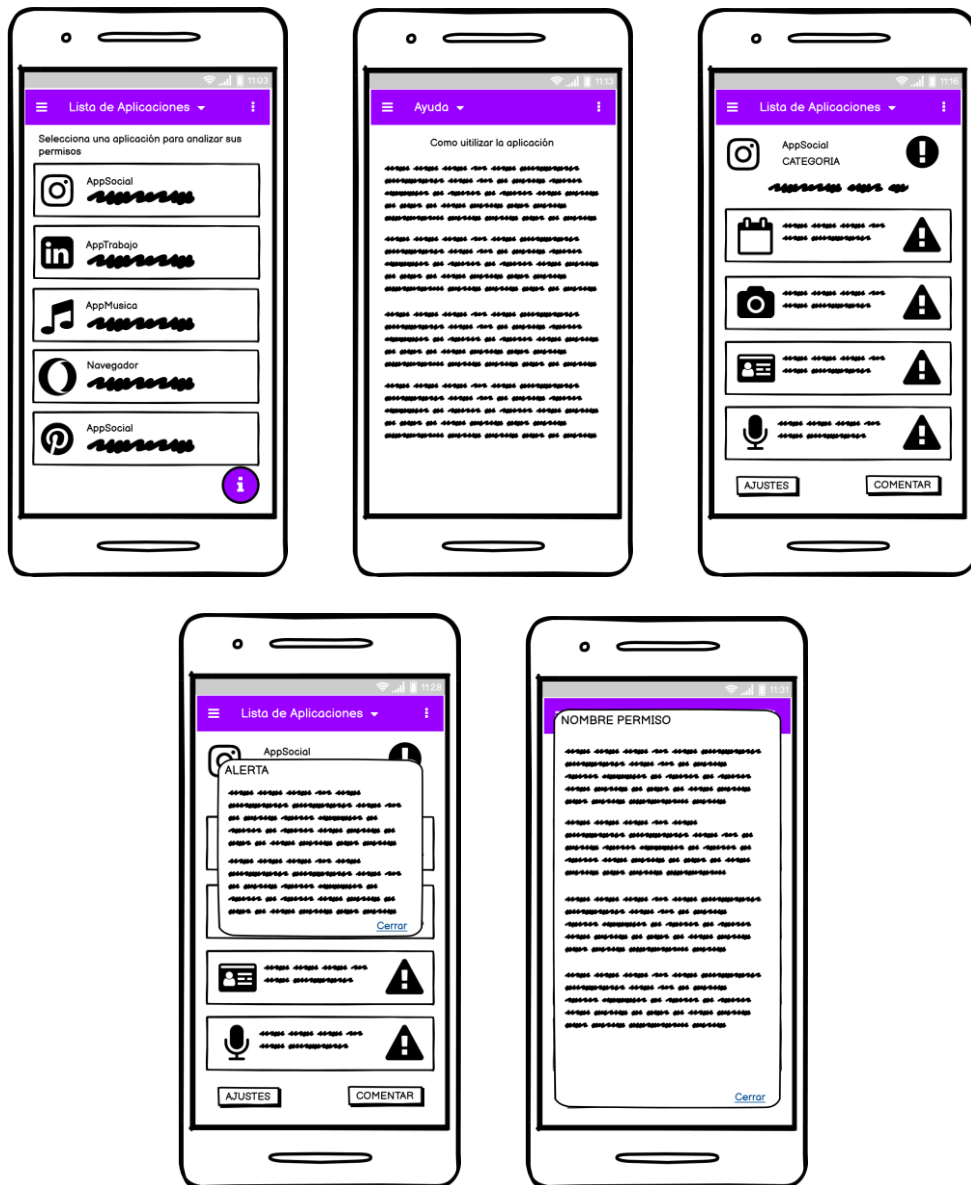 11:03
Lista de Aplicaciones
Selecciona una aplicación para analizar sus
permisos
AppSocial
in
AppTrabajo
AppMusica
Navegador
AppSocial
i
11:13
Ayuda
Como uitilizar la aplicación
11:16
Lista de Aplicaciones
AppSocial
CATEGORIA
AJUSTES
COMENTAR
11:28
Lista de Aplicaciones
AppSocial
ALERTA
Cerrar
AJUSTES
COMENTAR
11:31
NOMBRE PERMISO
Cerrar